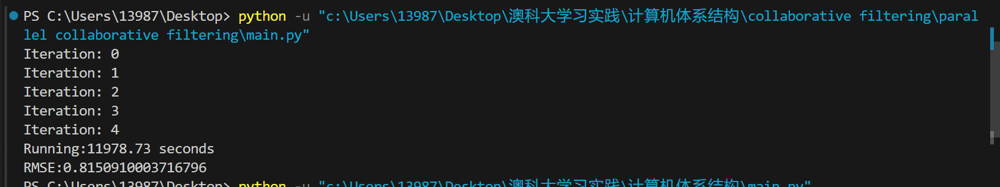 PS C:\Users\13987\Desktop> python -u "c:\Users\13987\Desktop\澳科大学习实践\计算机体系结构\collaborative filtering\paral
lel collaborative filtering\main.py"
Iteration: 0
Iteration: 1
Iteration: 2
Iteration: 3
Iteration: 4
Running:11978.73 seconds
RMSE:0.8150910003716796
PS C:\Users\13987\Desktop> python -u "c:\Users\13987\Desktop\澳科大学习实践\计算机体系结构\main.py"